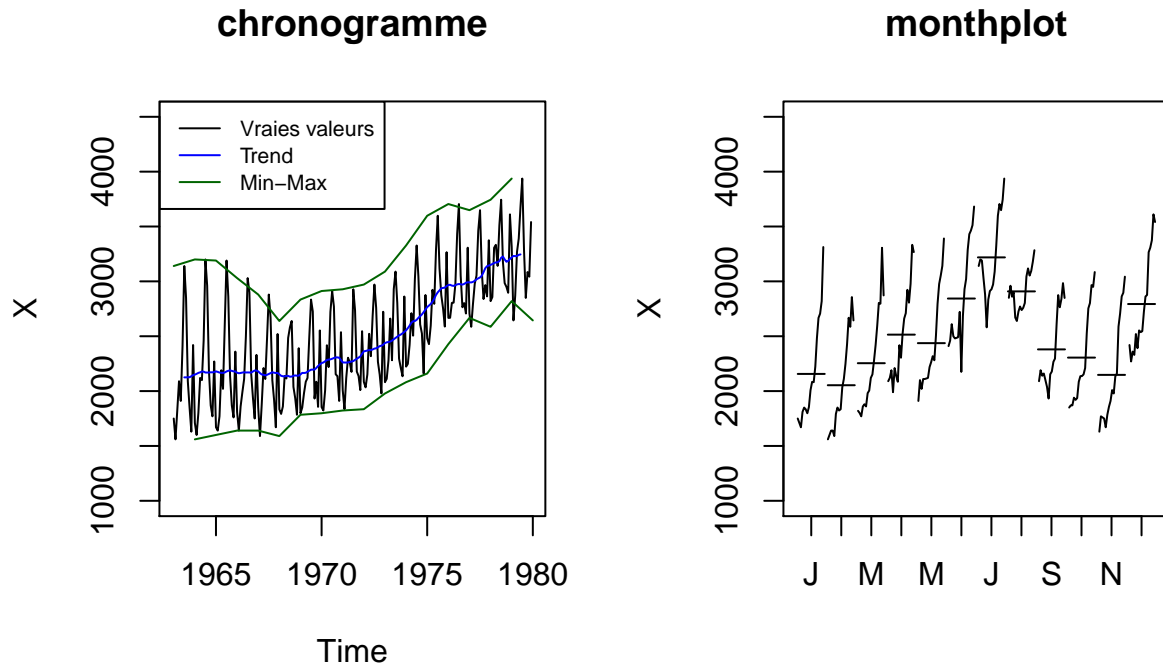 chronogramme
X
1000
2000
3000
4000
Vraies valeurs
Trend
Min−Max
1965 1970 1975 1980
Time
monthplot
X
1000
2000
3000
4000
J M M J S N